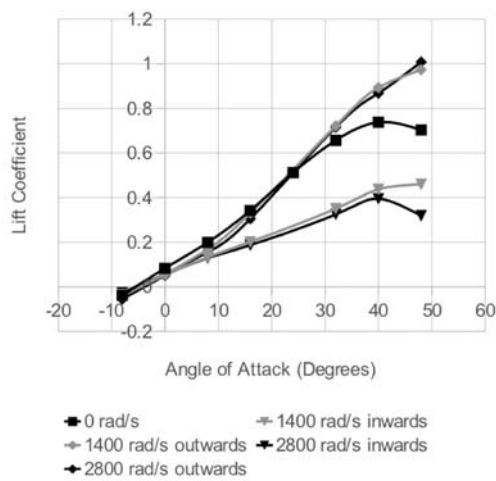 1.2
1
0.8
0.6
0.4
0.2
0
-0.2
Lift Coefficient
-20 -10 0 10 20 30 40 50 60
Angle of Attack (Degrees)
0 rad/s 1400 rad/s inwards
1400 rad/s outwards 2800 rad/s inwards
2800 rad/s outwards